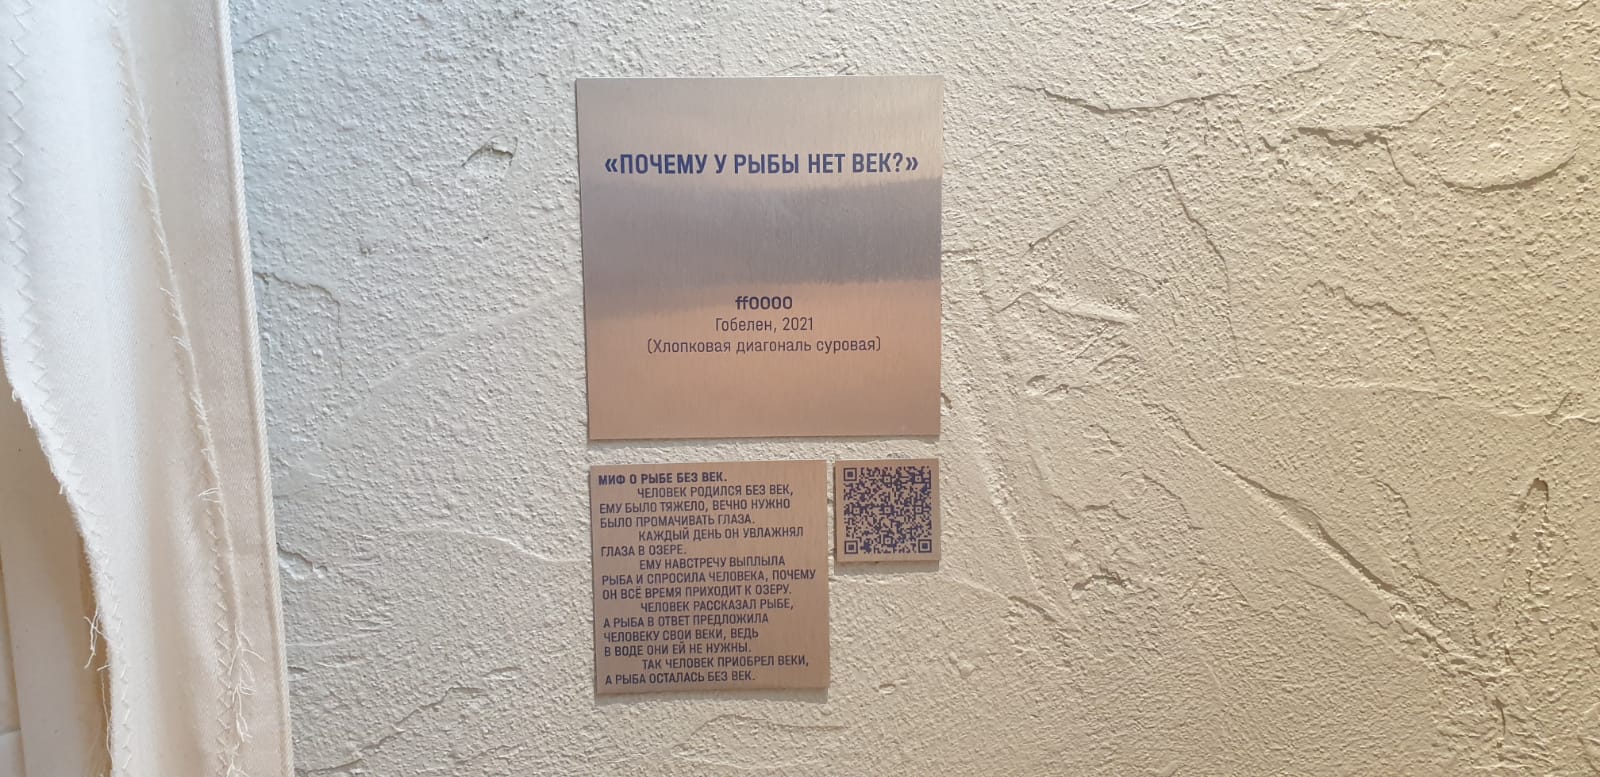 «ПОЧЕМУ У РЫБЫ НЕТ ВЕК?»
ff0000
Гобелен, 2021
(Хлопковая диагональ суровая)
МИФ О РЫБЕ БЕЗ ВЕК.
ЧЕЛОВЕК РОДИЛСЯ БЕЗ ВЕК,
ЕМУ БЫЛО ТЯЖЕЛО, ВЕЧНО НУЖНО
БЫЛО ПРОМАЧИВАТЬ ГЛАЗА.
КАЖДЫЙ ДЕНЬ ОН УВЛАЖНЯЛ
ГЛАЗА В ОЗЕРЕ.
ЕМУ НАВСТРЕЧУ ВЫПЛЫЛА
РЫБА И СПРОСИЛА ЧЕЛОВЕКА, ПОЧЕМУ
ОН ВСЁ ВРЕМЯ ПРИХОДИТ К ОЗЕРУ.
ЧЕЛОВЕК РАССКАЗАЛ РЫБЕ,
А РЫБА В ОТВЕТ ПРЕДЛОЖИЛА
ЧЕЛОВЕКУ СВОИ ВЕКИ, ВЕДЬ
В ВОДЕ ОНИ ЕЙ НЕ НУЖНЫ.
ТАК ЧЕЛОВЕК ПРИОБРЕЛ ВЕКИ,
А РЫБА ОСТАЛАСЬ БЕЗ ВЕК.